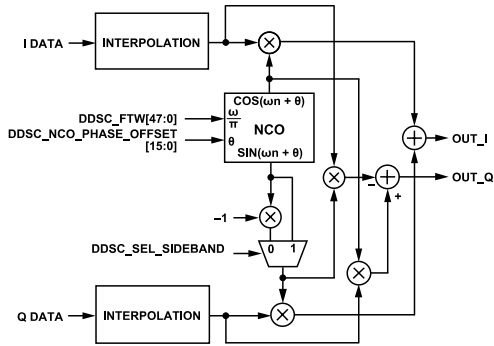 I DATA
INTERPOLATION
COS(ωn + θ)
DDSC_FTW[47:0]
ω
π
NCO
DDSC_NCO_PHASE_OFFSET
[15:0]
θ
SIN(ωn + θ)
OUT_I
–
OUT_Q
+
–1
0 1
DDSC_SEL_SIDEBAND
Q DATA
INTERPOLATION